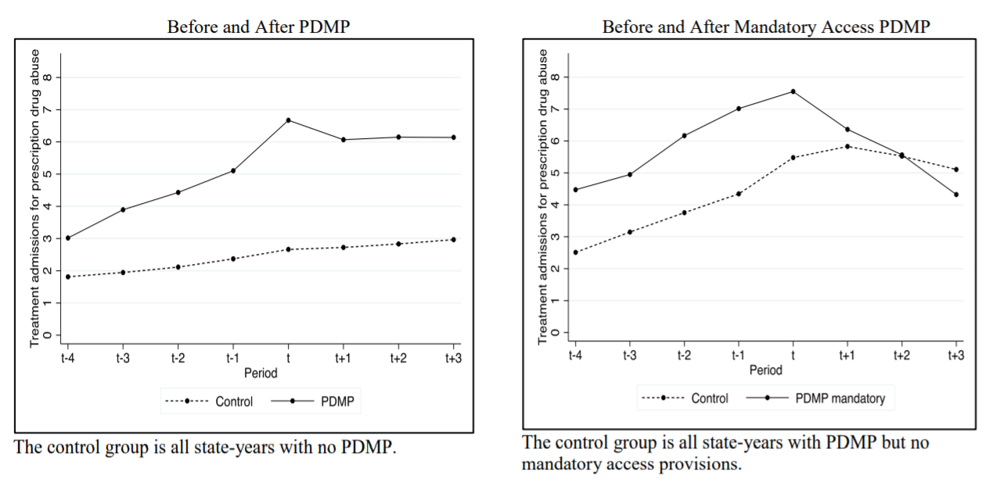 Before and After PDMP
Treatment admissions for prescription drug abuse
8
7
6
5
4
3
2
1
0
t-4 t-3 t-2 t-1 t t+1 t+2 t+3
Period
Control PDMP
The control group is all state-years with no PDMP.
Before and After Mandatory Access PDMP
Treatment admissions for prescription drug abuse
8
7
6
5
4
3
2
1
0
t-4 t-3 t-2 t-1 t t+1 t+2 t+3
Period
Control PDMP mandatory
The control group is all state-years with PDMP but no
mandatory access provisions.